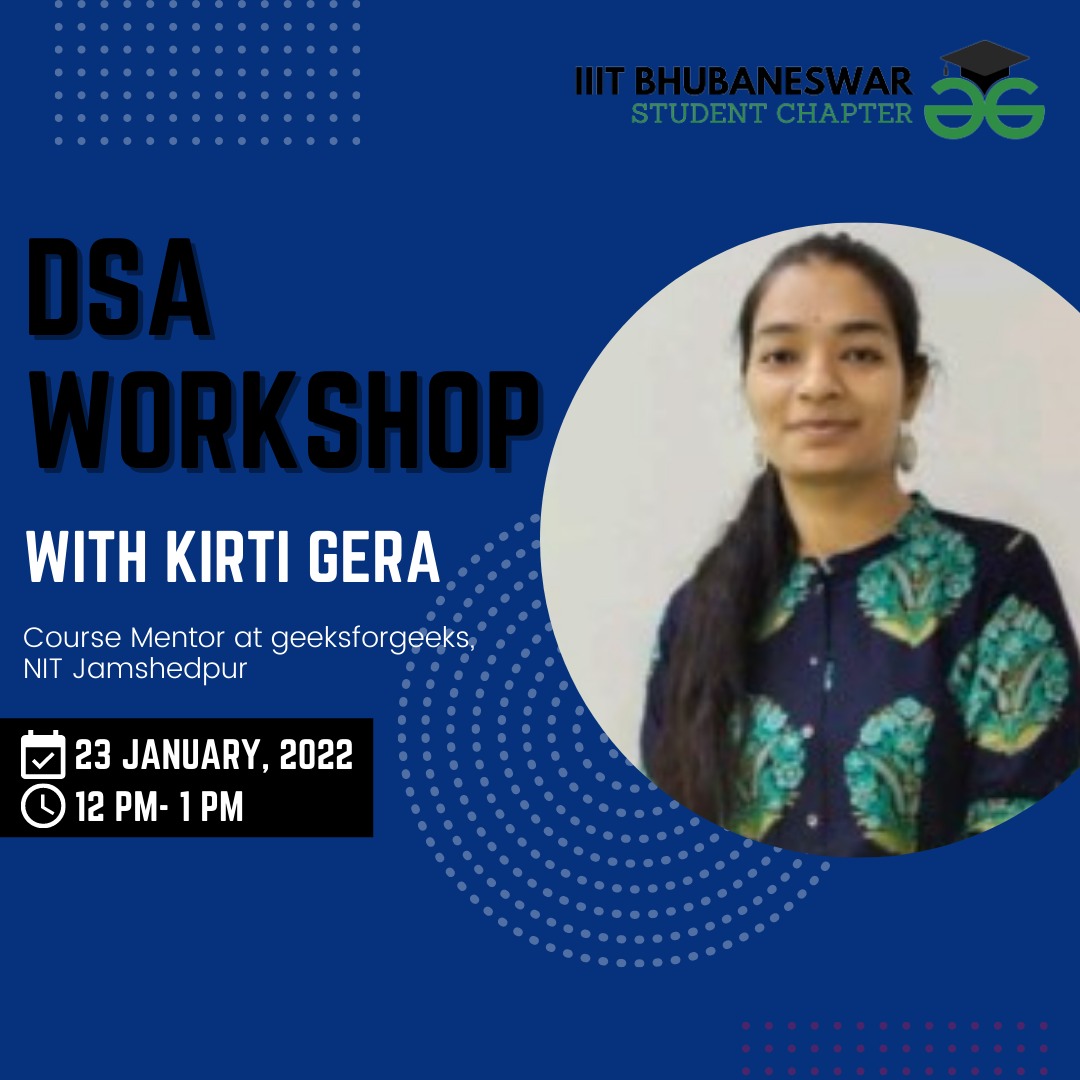 IIIT BHUBANESWAR
STUDENT CHAPTER
DSA
WORKSHOP
WITH KIRTI GERA
Course Mentor at geeksforgeeks,
NIT Jamshedpur
23 JANUARY, 2022
12 PM- 1 PM